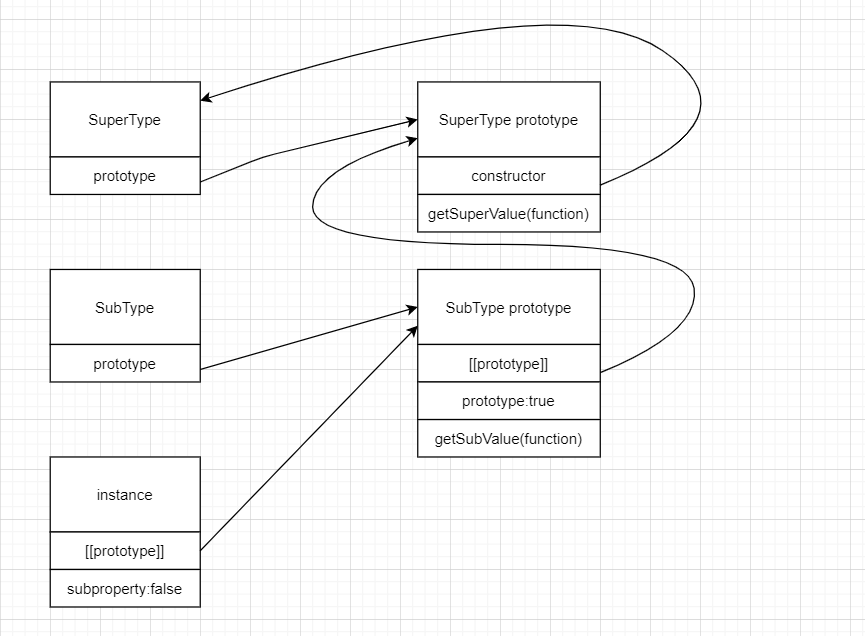 SuperType
prototype
SuperType prototype
constructor
getSuperValue(function)
SubType
prototype
SubType prototype
[[prototype]]
prototype:true
getSubValue(function)
instance
[[prototype]]
subproperty:false